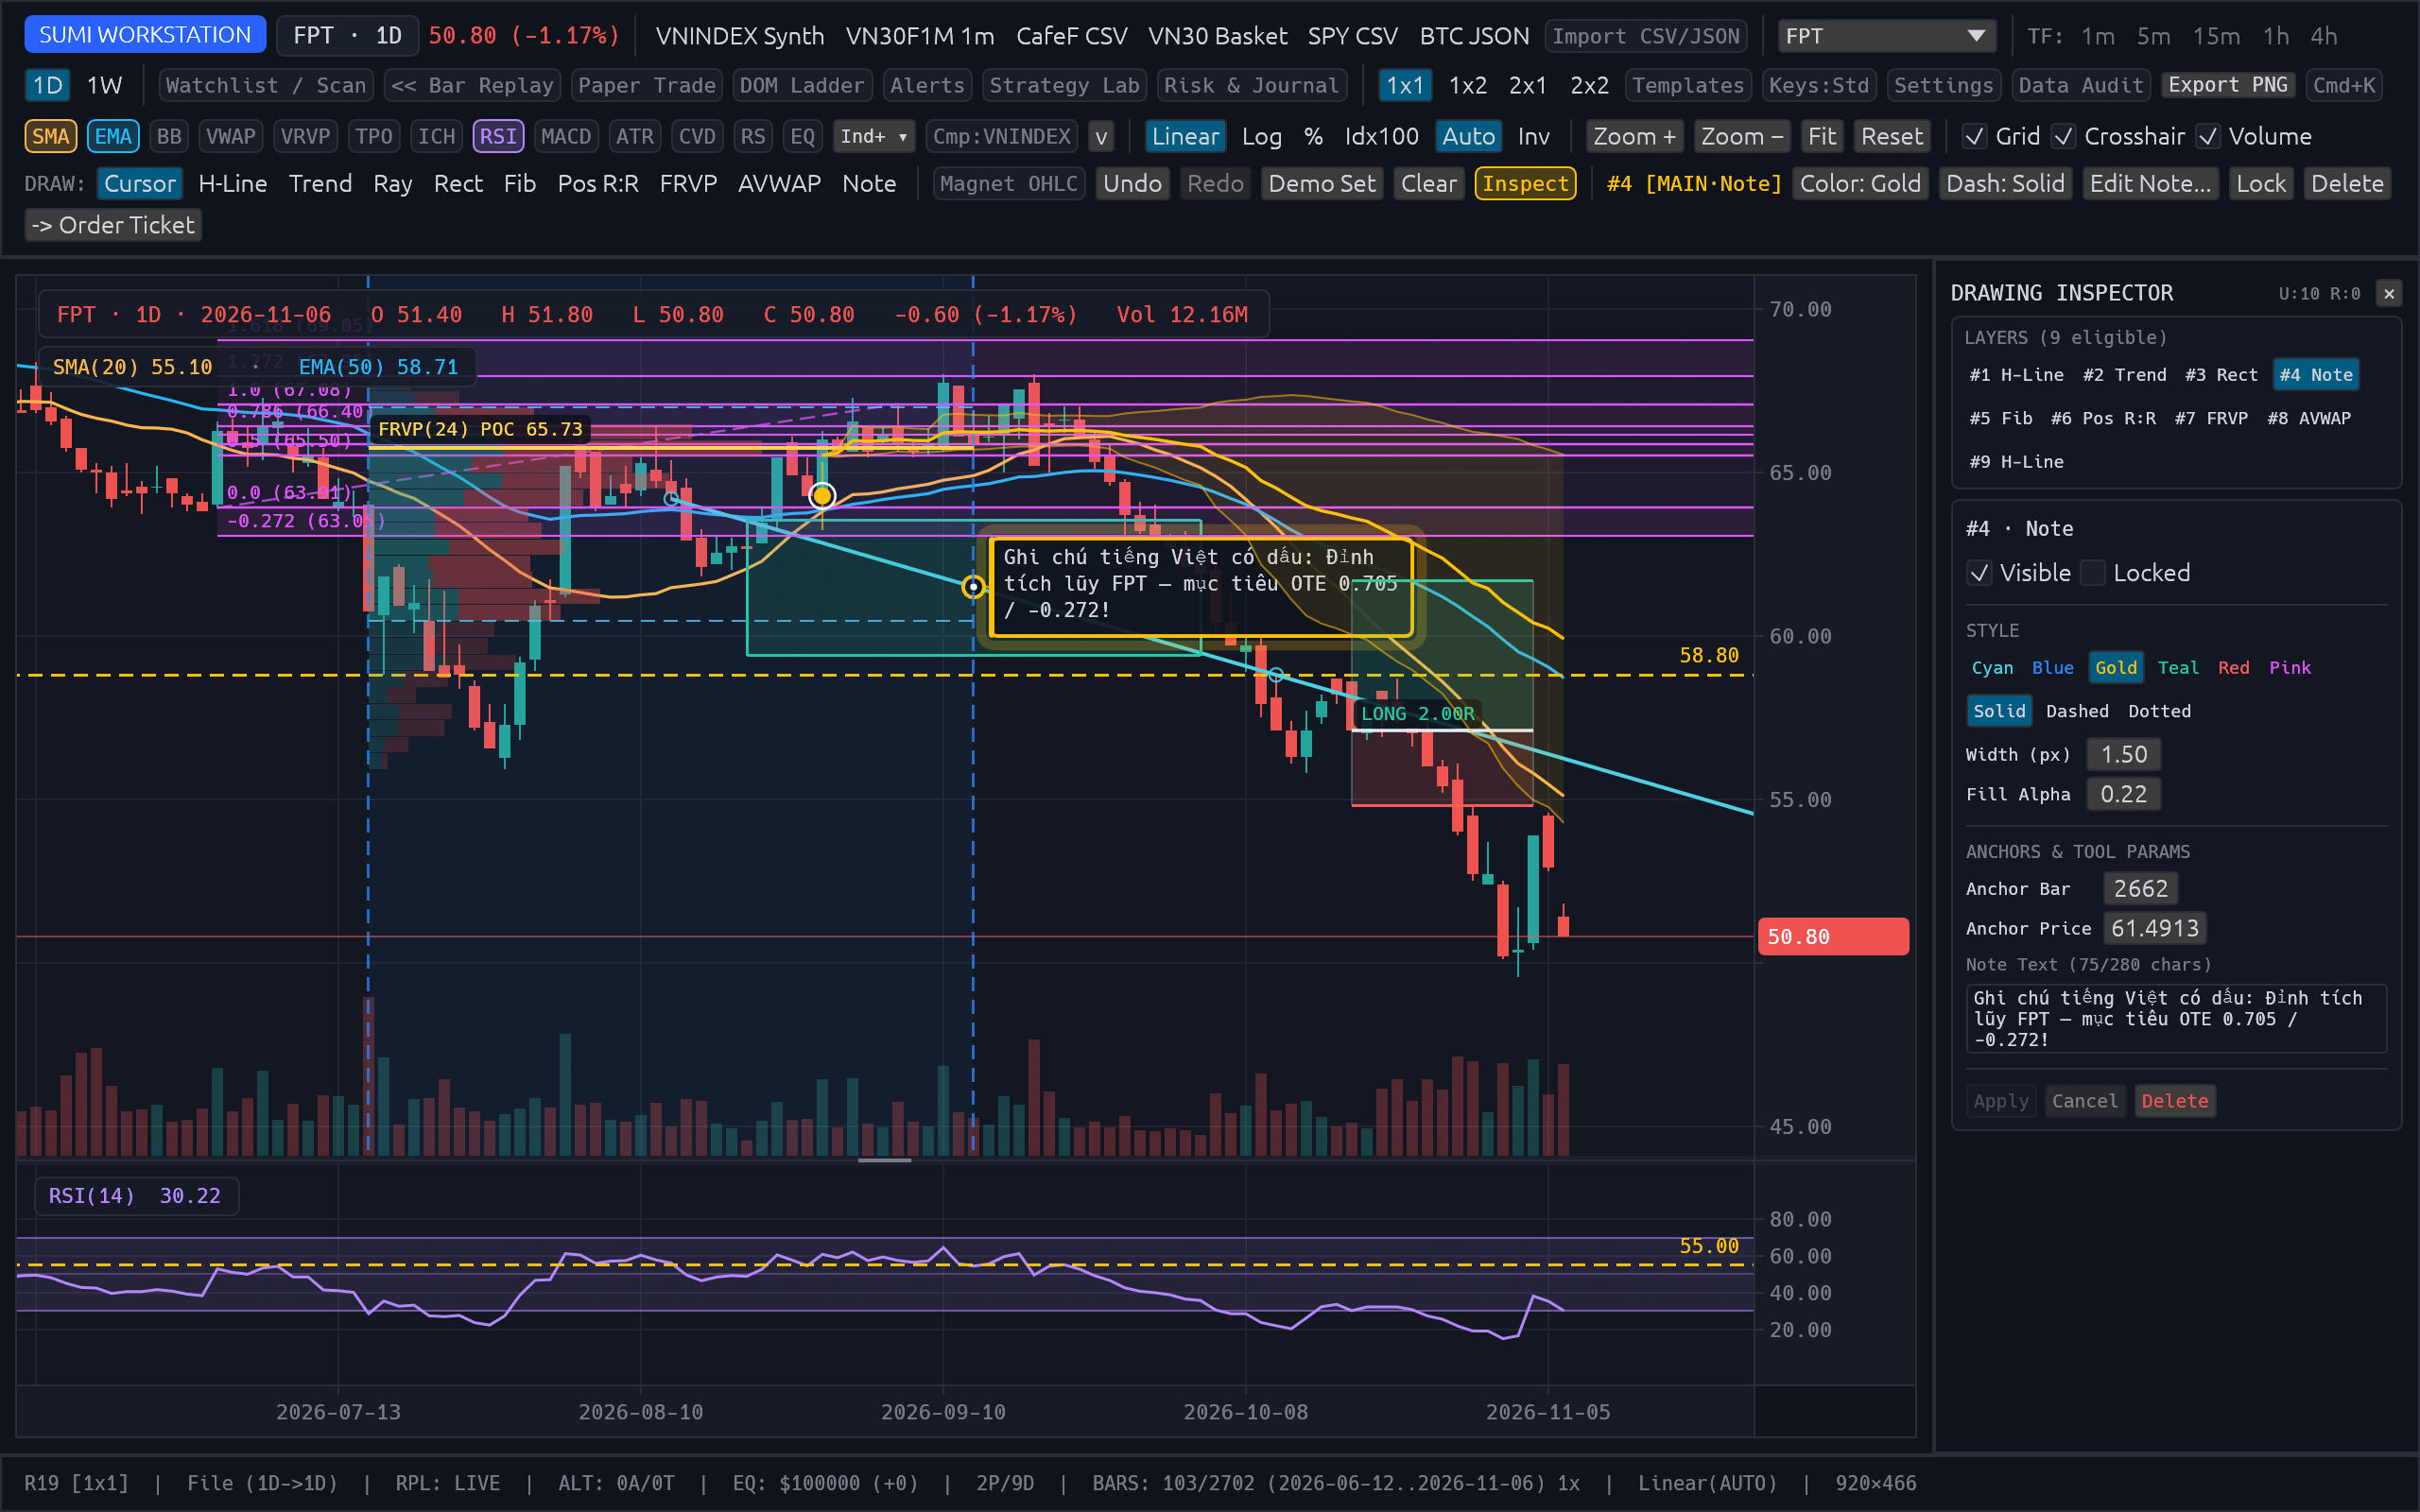 SUMI WORKSTATION FPT · 1D 50.80 (-1.17%) VNINDEX Synth VN30F1M 1m CafeF CSV VN30 Basket SPY CSV BTC JSON Import CSV/JSON FPT TF: 1m 5m 15m 1h 4h
1D 1W Watchlist / Scan << Bar Replay Paper Trade DOM Ladder Alerts Strategy Lab Risk & Journal 1x1 1x2 2x1 2x2 Templates Keys:Std Settings Data Audit Export PNG Cmd+K
SMA EMA BB VWAP VRVP TPO ICH RSI MACD ATR CVD RS EQ Ind+ ▾ Cmp:VNINDEX v Linear Log % Idx100 Auto Inv Zoom + Zoom − Fit Reset Grid Crosshair Volume
DRAW: Cursor H-Line Trend Ray Rect Fib Pos R:R FRVP AVWAP Note Magnet OHLC Undo Redo Demo Set Clear Inspect #4 [MAIN·Note] Color: Gold Dash: Solid Edit Note... Lock Delete
-> Order Ticket
FPT · 1D · 2026-11-06 O 51.40 H 51.80 L 50.80 C 50.80 -0.60 (-1.17%) Vol 12.16M
1.618 (69.05)
SMA(20) 55.10 · EMA(50) 58.71
1.272
1.0 (67.08)
0.786 (66.40)
FRVP(24) POC 65.73
0.5 (65.50)
0.0 (63.91)
-0.272 (63.0
Ghi chú tiếng Việt có dấu: Đỉnh
tích lũy FPT — mục tiêu OTE 0.705
/ -0.272!
58.80
LONG 2.00R
70.00
65.00
60.00
55.00
50.80
45.00
RSI(14) 30.22
55.00
80.00
60.00
40.00
20.00
2026-07-13 2026-08-10 2026-09-10 2026-10-08 2026-11-05
DRAWING INSPECTOR U:10 R:0 ×
LAYERS (9 eligible)
#1 H-Line #2 Trend #3 Rect #4 Note
#5 Fib #6 Pos R:R #7 FRVP #8 AVWAP
#9 H-Line
#4 · Note
Visible Locked
STYLE
Cyan Blue Gold Teal Red Pink
Solid Dashed Dotted
Width (px) 1.50
Fill Alpha 0.22
ANCHORS & TOOL PARAMS
Anchor Bar 2662
Anchor Price 61.4913
Note Text (75/280 chars)
Ghi chú tiếng Việt có dấu: Đỉnh tích
lũy FPT — mục tiêu OTE 0.705 /
-0.272!
Apply Cancel Delete
R19 [1x1] | File (1D->1D) | RPL: LIVE | ALT: 0A/0T | EQ: $100000 (+0) | 2P/9D | BARS: 103/2702 (2026-06-12..2026-11-06) 1x | Linear(AUTO) | 920×466